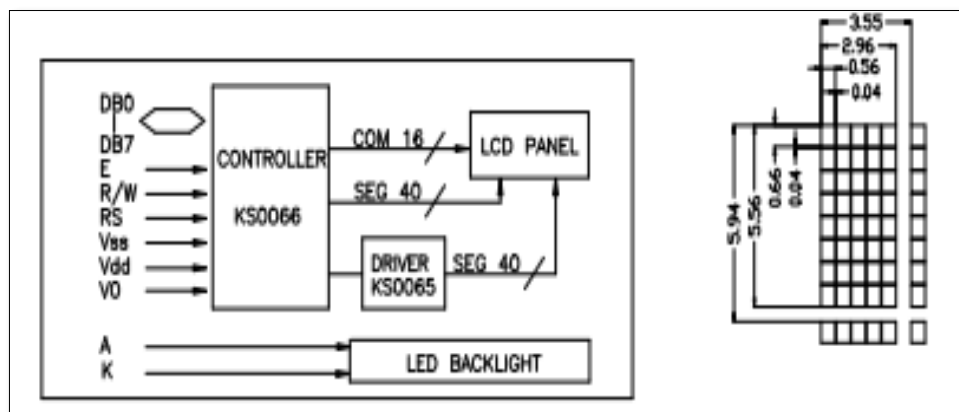 DB0
DB7
E
R/W
RS
Vss
Vdd
V0
A
K
CONTROLLER
KS0066
COM 16
SEG 40
DRIVER
KS0065
SEG 40
LCD PANEL
LED BACKLIGHT
3.55
2.96
0.56
0.04
5.94
5.56
0.66
0.04